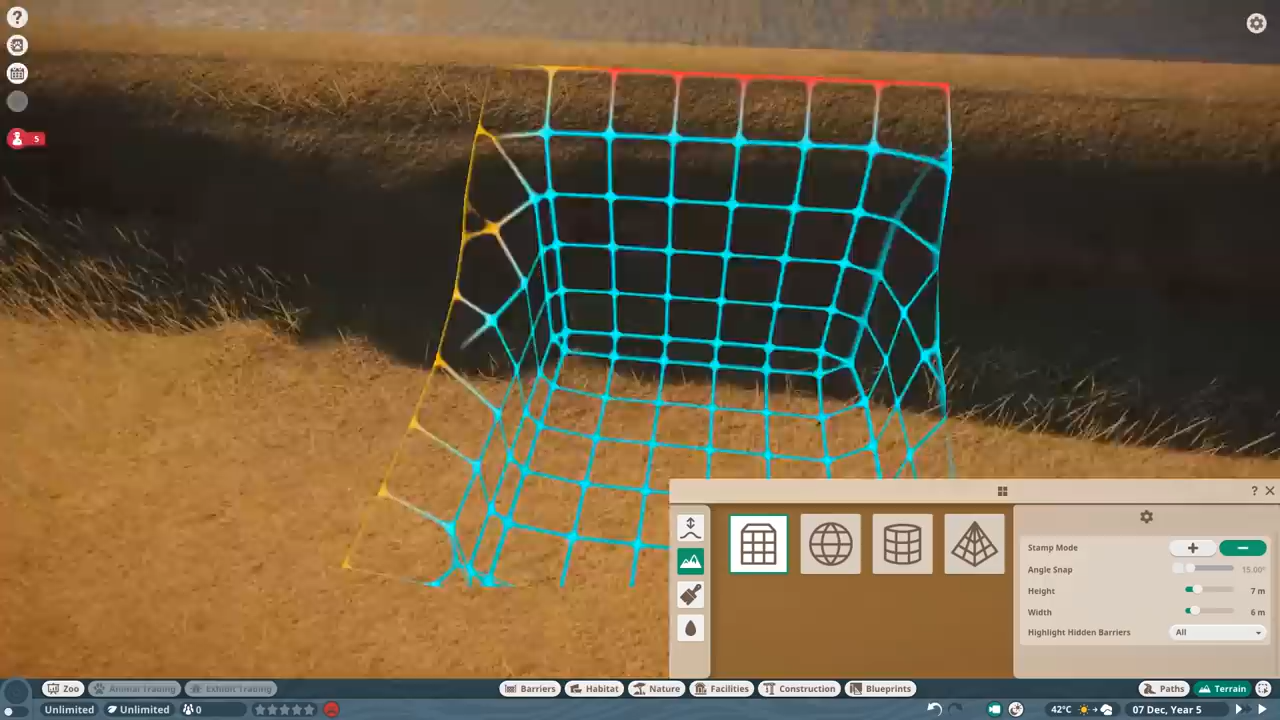 ?
5
? ×
Stamp Mode + −
Angle Snap 15.00°
Height 7 m
Width 6 m
Highlight Hidden Barriers All
Zoo Animal Trading Exhibit Trading Barriers Habitat Nature Facilities Construction Blueprints Paths Terrain
Unlimited Unlimited 0 42°C 07 Dec, Year 5